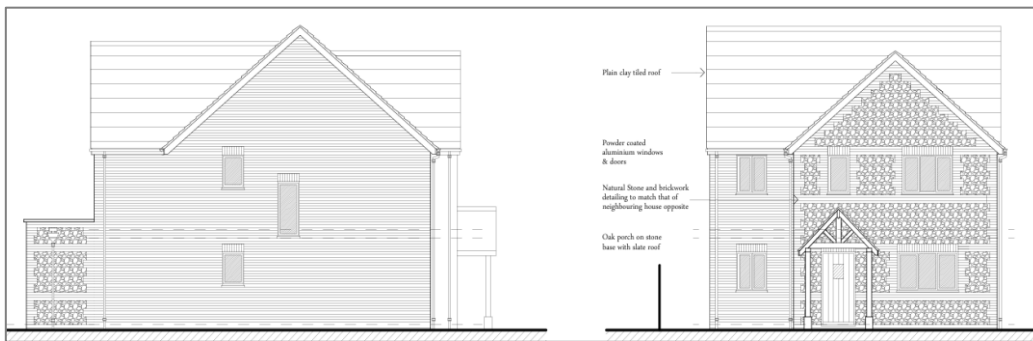 Plain clay tiled roof
Powder coated
aluminium windows
& doors
Natural Stone and brickwork
detailing to match that of
neighbouring house opposite
Oak porch on stone
base with slate roof